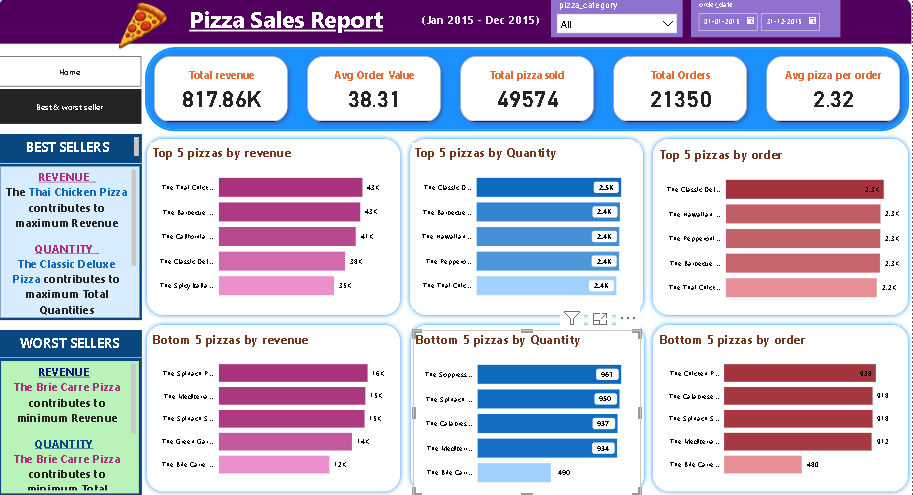 Pizza Sales Report
(Jan 2015 - Dec 2015)
pizza_category
All
order_date
01-01-2015
31-12-2015
Home
Best & worst seller
Total revenue
817.86K
Avg Order Value
38.31
Total pizza sold
49574
Total Orders
21350
Avg pizza per order
2.32
BEST SELLERS
REVENUE
The Thai Chicken Pizza
contributes to
maximum Revenue
QUANTITY
The Classic Deluxe
Pizza contributes to
maximum Total
Quantities
WORST SELLERS
REVENUE
The Brie Carre Pizza
contributes to
minimum Revenue
QUANTITY
The Brie Carre Pizza
contributes to
minimum Total
Top 5 pizzas by revenue
The Thai Chick...
43K
The Barbecue...
43K
The California...
41K
The Classic Del...
38K
The Spicy Italia...
35K
Top 5 pizzas by Quantity
The Classic D...
2.5K
The Barbecue ...
2.4K
The Hawaiian ...
2.4K
The Peppero...
2.4K
The Thai Chic...
2.4K
Top 5 pizzas by order
The Classic Del...
2.3K
The Hawaiian ...
2.3K
The Pepperoni...
2.3K
The Barbecue ...
2.3K
The Thai Chick...
2.2K
Botom 5 pizzas by revenue
The Spinach P...
16K
The Mediterra...
15K
The Spinach S...
15K
The Green Gar...
14K
The Brie Carre ...
12K
Bottom 5 pizzas by Quantity
The Soppress...
961
The Spinach ...
950
The Calabres...
937
The Mediterr...
934
The Brie Carr...
490
Bottom 5 pizzas by order
The Chicken P...
938
The Calabrese...
918
The Spinach S...
918
The Mediterra...
912
The Brie Carre...
480